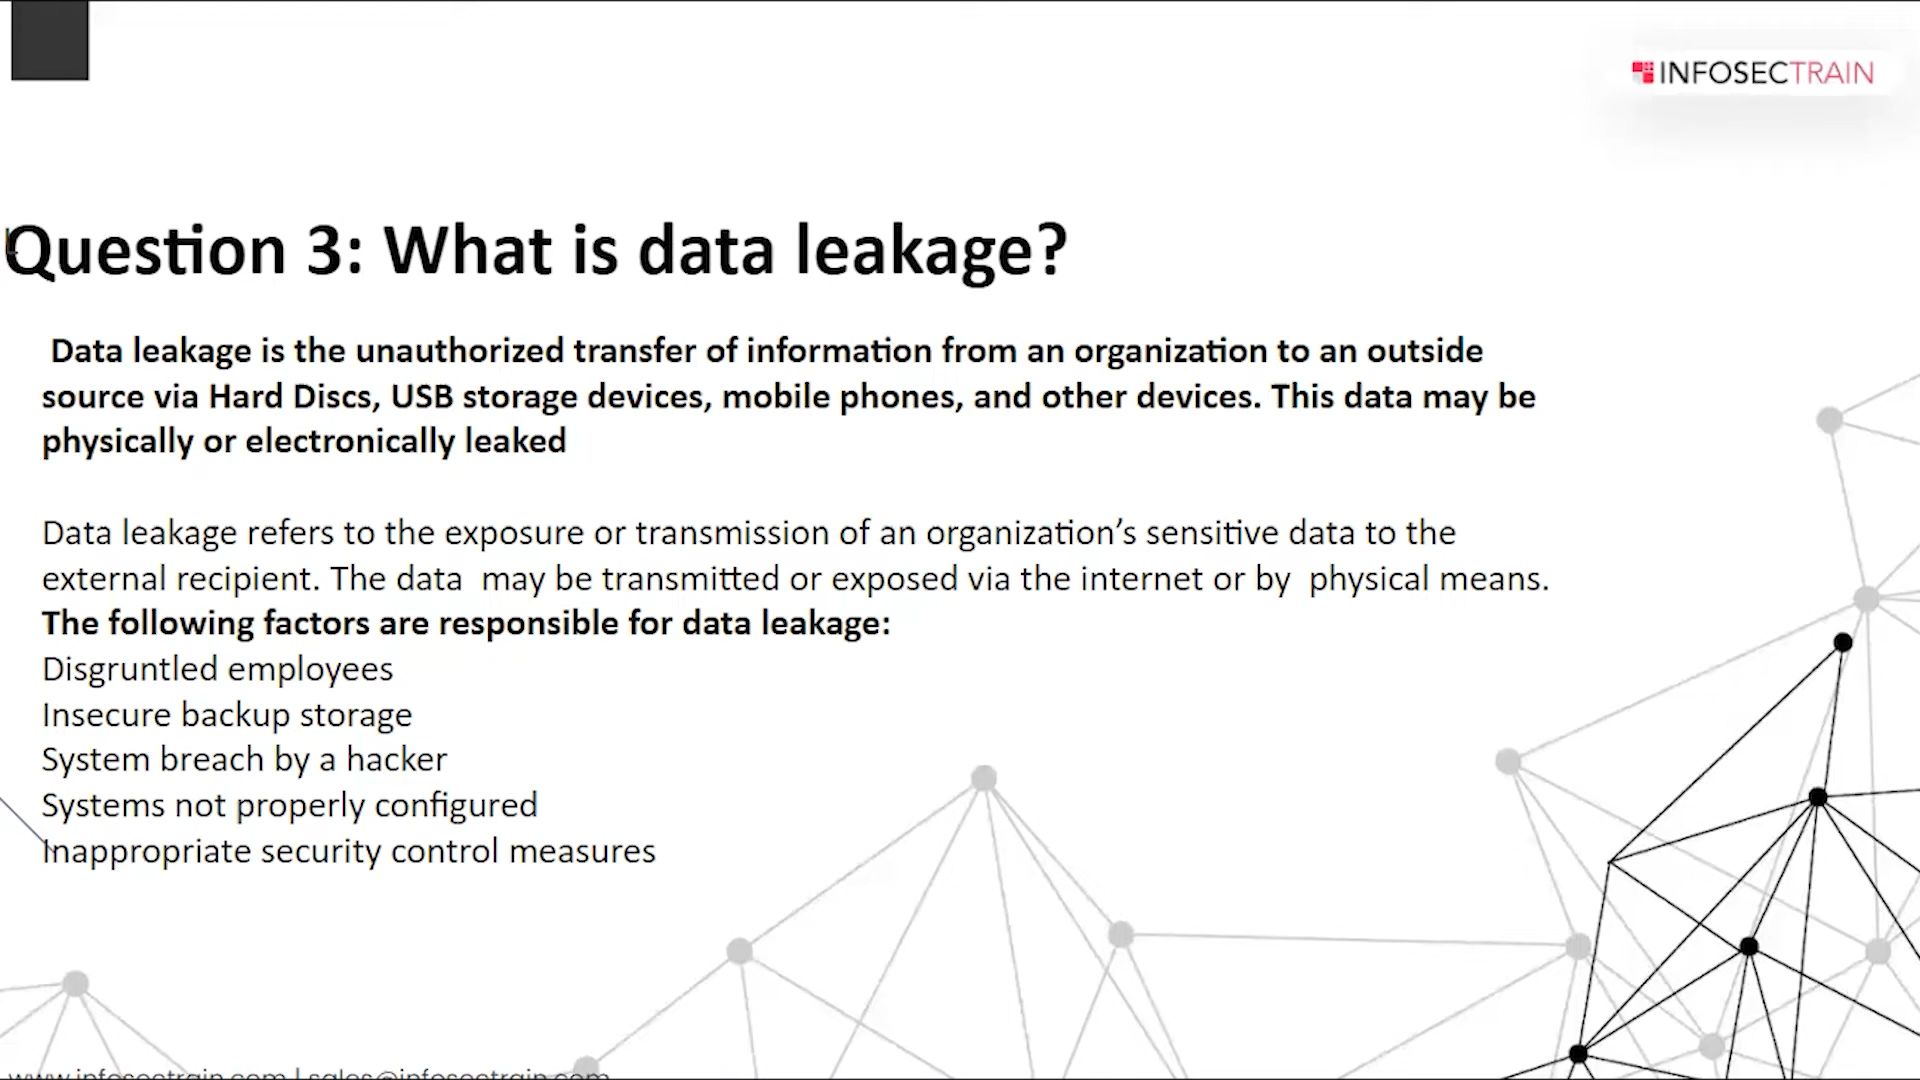 INFOSECTRAIN
Question 3: What is data leakage?
Data leakage is the unauthorized transfer of information from an organization to an outside
source via Hard Discs, USB storage devices, mobile phones, and other devices. This data may be
physically or electronically leaked
Data leakage refers to the exposure or transmission of an organization’s sensitive data to the
external recipient. The data  may be transmitted or exposed via the internet or by  physical means.
The following factors are responsible for data leakage:
Disgruntled employees
Insecure backup storage
System breach by a hacker
Systems not properly configured
Inappropriate security control measures
www.infosectrain.com | sales@infosectrain.com